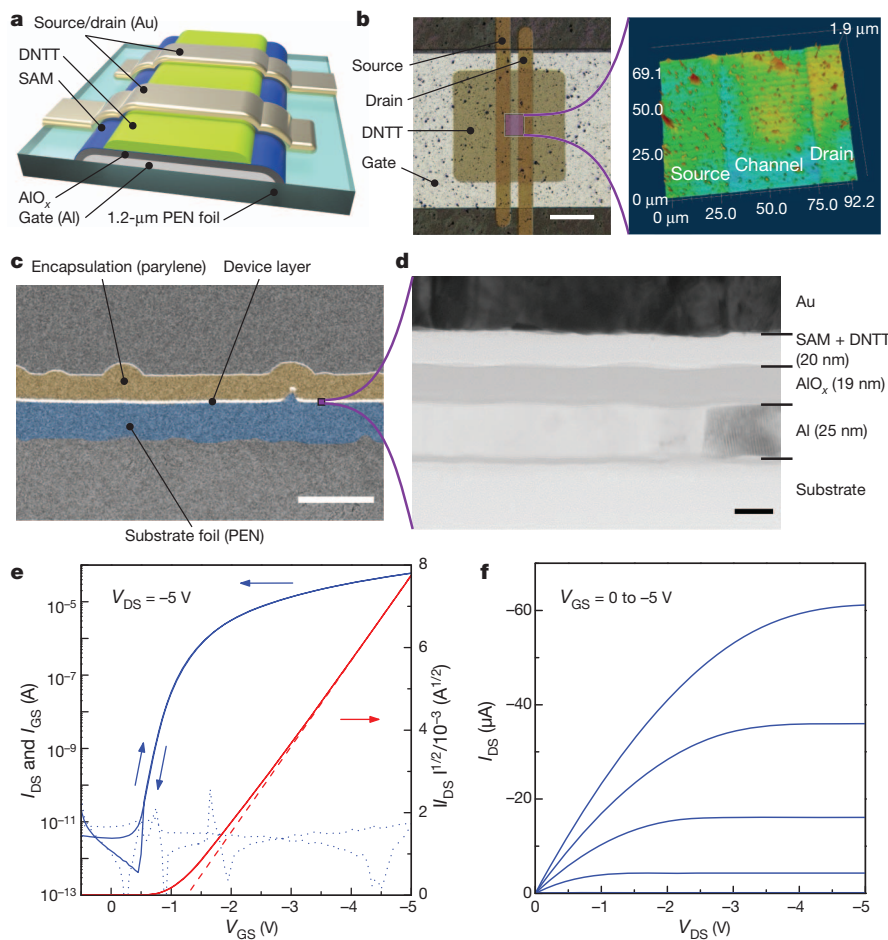 a
Source/drain (Au)
DNTT
SAM
AlOx
Gate (Al)
1.2-μm PEN foil
b
Source
Drain
DNTT
Gate
1.9 μm
69.1
50.0
25.0
0 μm
Source
Channel
Drain
0 μm
25.0
50.0
75.0
92.2
c
Encapsulation (parylene)
Device layer
Substrate foil (PEN)
d
Au
SAM + DNTT
(20 nm)
AlOx (19 nm)
Al (25 nm)
Substrate
e
VDS = –5 V
IDS and IGS (A)
10–5
10–7
10–9
10–11
10–13
0
–1
–2
–3
–4
–5
VGS (V)
8
6
4
2
0
|IDS|1/2/10–3 (A1/2)
f
VGS = 0 to –5 V
IDS (μA)
–60
–40
–20
0
0
–1
–2
–3
–4
–5
VDS (V)